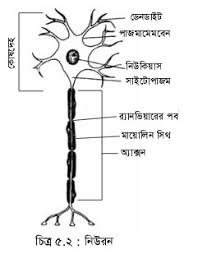 ডেনড্রাইট
প্লাজমামেমব্রেন
নিউক্লিয়াস
সাইটোপ্লাজম
কোষদেহ
র‍্যানভিয়ারের পর্ব
মায়োলিন সিথ
অ্যাক্সন
চিত্র ৫.২ : নিউরন